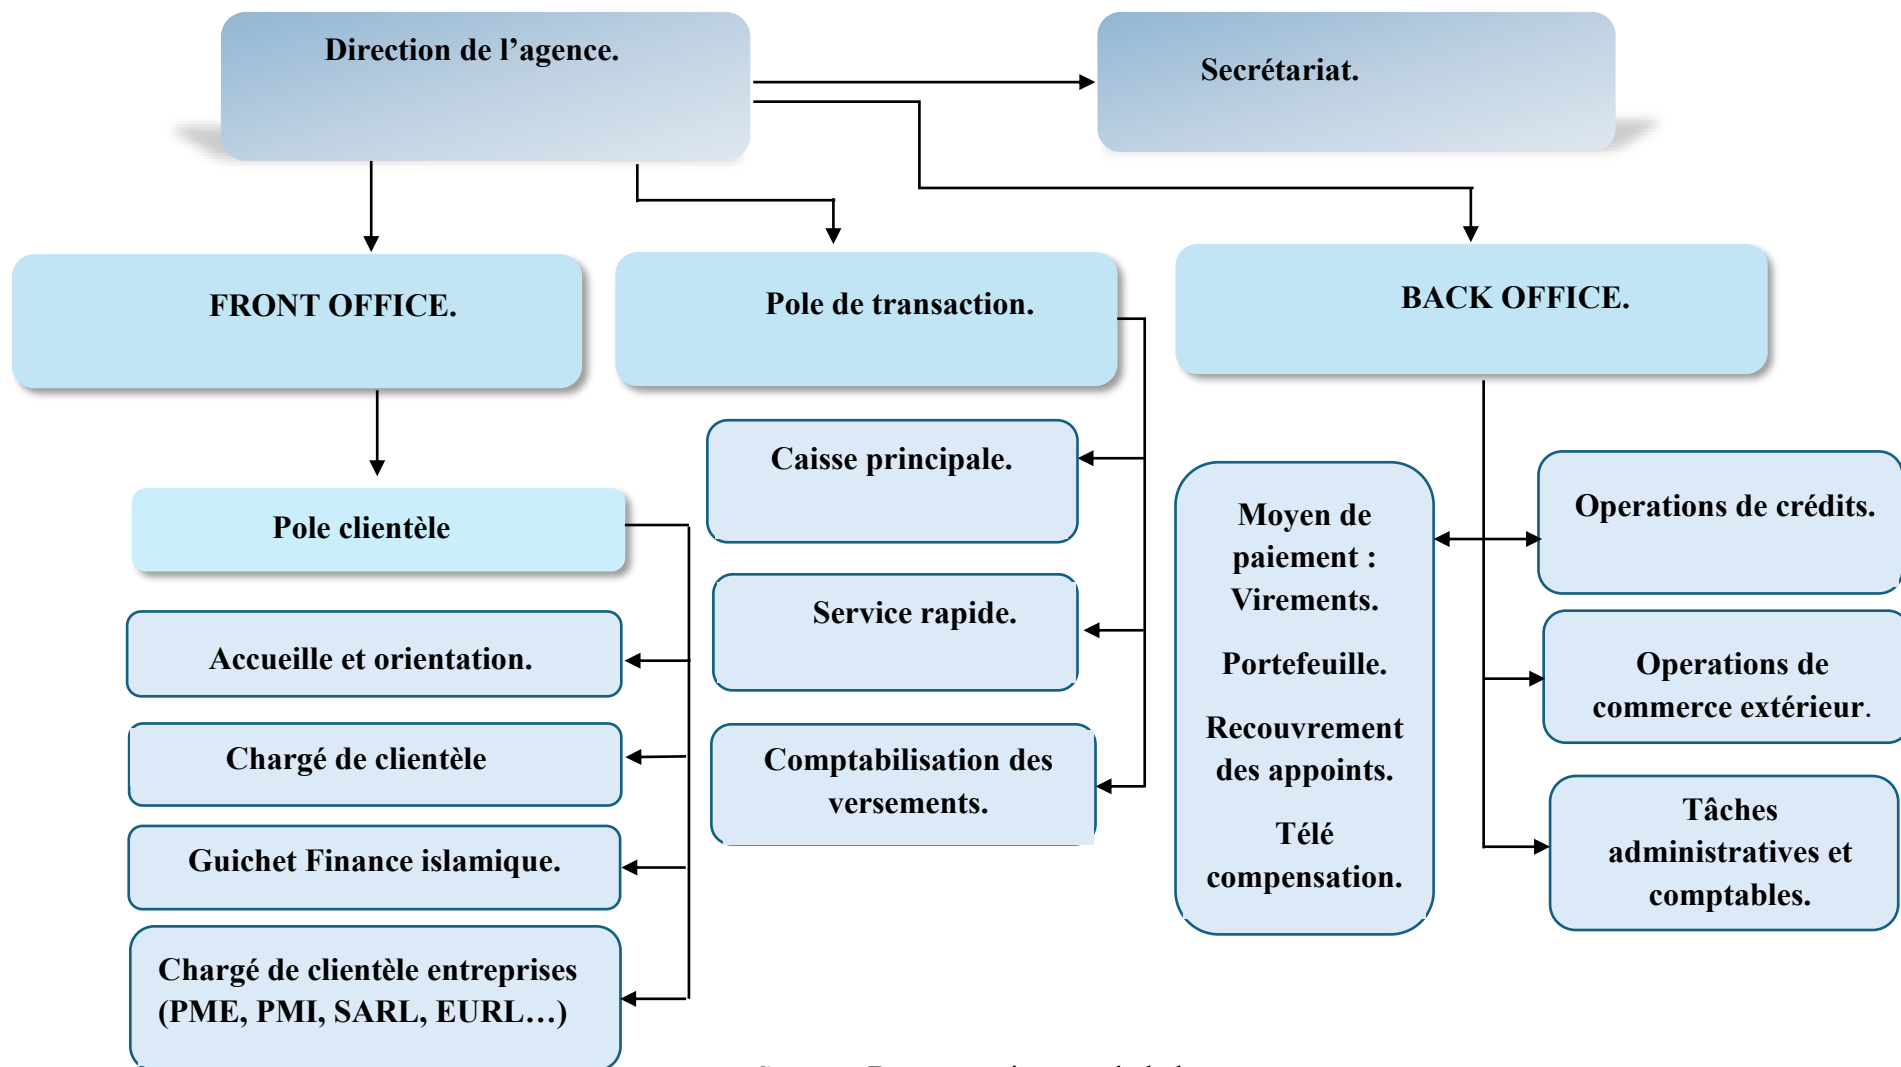 Direction de l’agence.
Secrétariat.
FRONT OFFICE.
Pole de transaction.
BACK OFFICE.
Pole clientèle
Accueille et orientation.
Chargé de clientèle
Guichet Finance islamique.
Chargé de clientèle entreprises
(PME, PMI, SARL, EURL…)
Caisse principale.
Service rapide.
Comptabilisation des
versements.
Moyen de
paiement :
Virements.
Portefeuille.
Recouvrement
des appoints.
Télé
compensation.
Operations de crédits.
Operations de
commerce extérieur.
Tâches
administratives et
comptables.